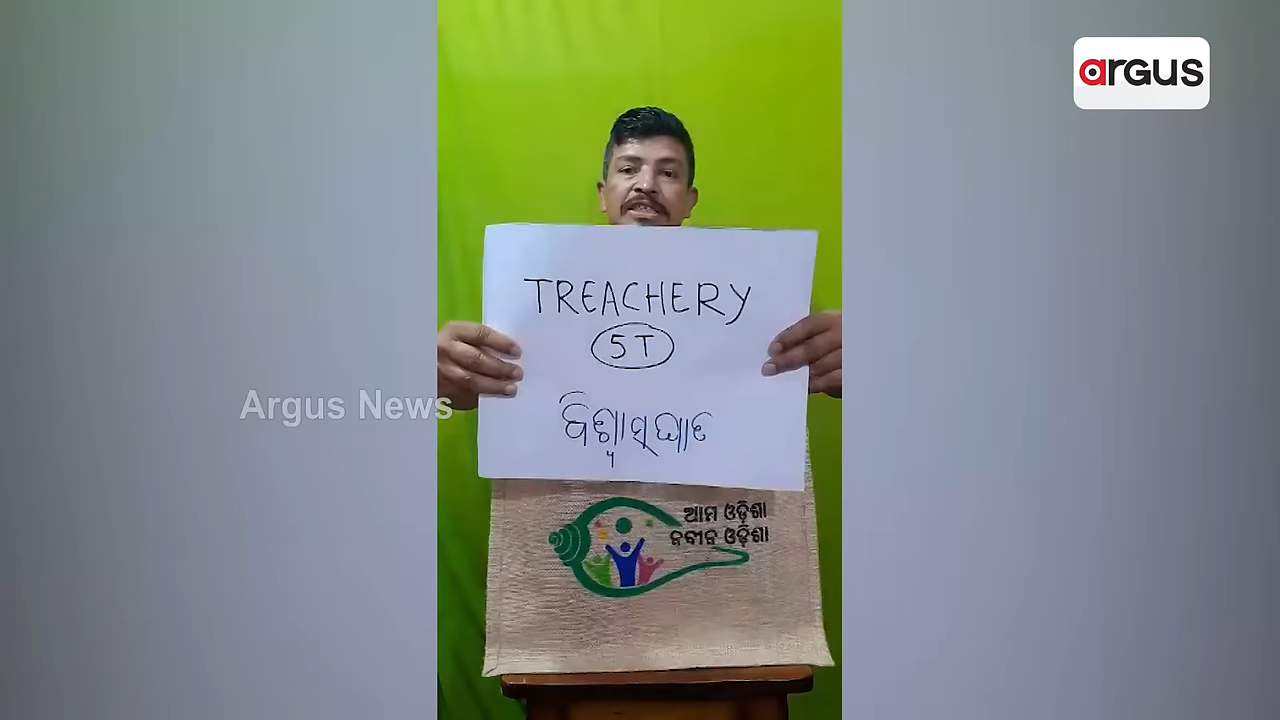 argus
TREACHERY
5T
Argus News
ବିଶ୍ୱାସଘାତ
ଆମ ଓଡ଼ିଶା
ନବୀନ ଓଡ଼ିଶା